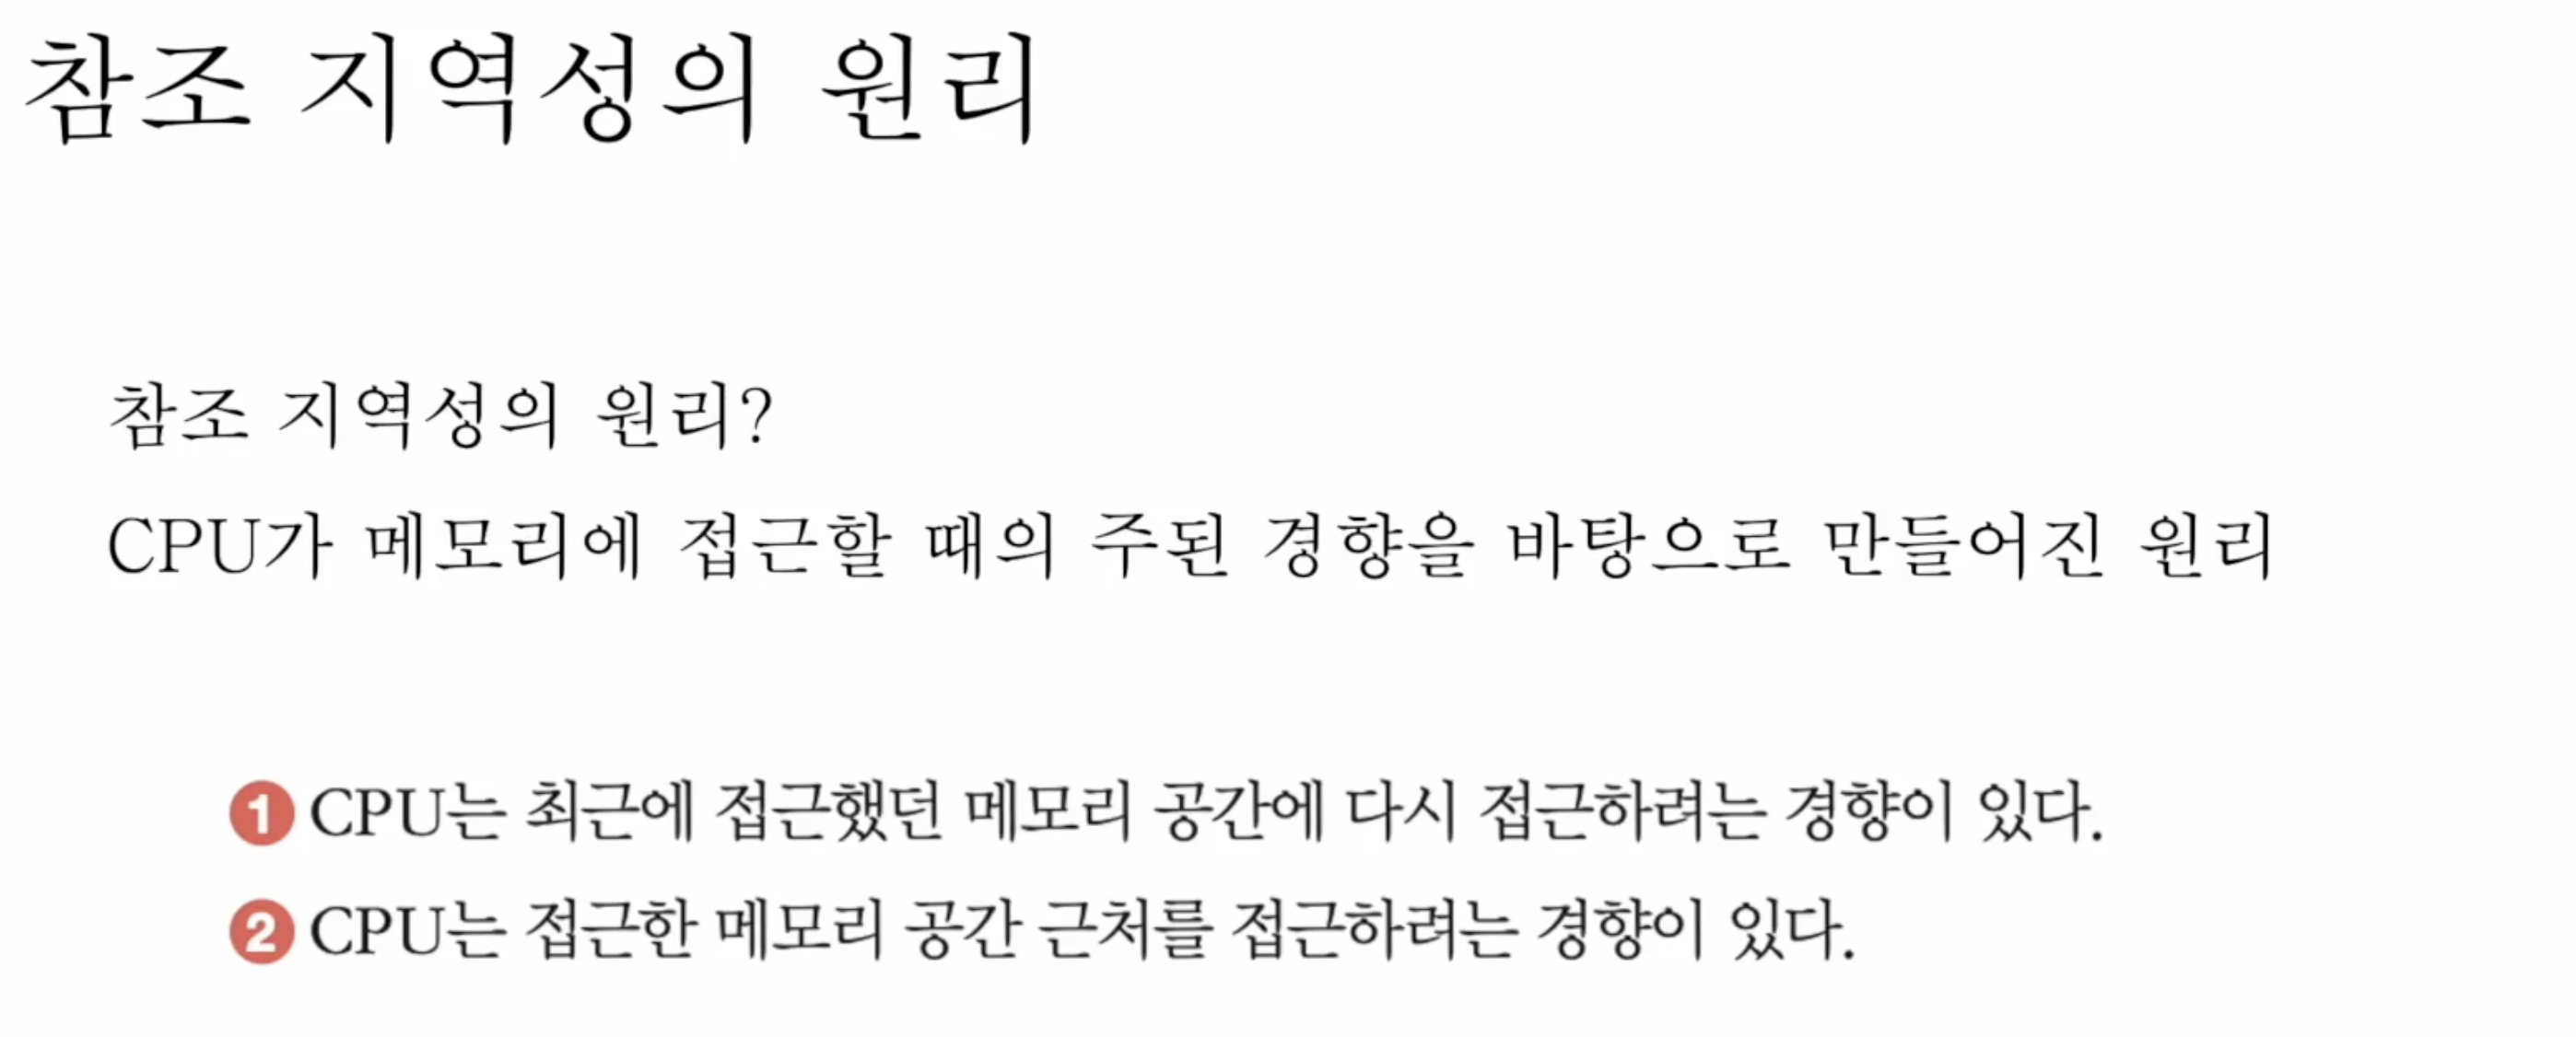 참조 지역성의 원리
참조 지역성의 원리?
CPU가 메모리에 접근할 때의 주된 경향을 바탕으로 만들어진 원리
1 CPU는 최근에 접근했던 메모리 공간에 다시 접근하려는 경향이 있다.
2 CPU는 접근한 메모리 공간 근처를 접근하려는 경향이 있다.